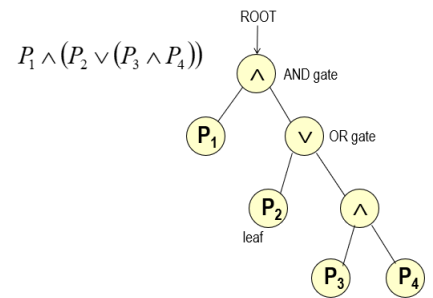 ROOT
P₁ ∧ (P₂ ∨ (P₃ ∧ P₄))
∧ AND gate
P₁
∨ OR gate
P₂
∧
leaf
P₃
P₄